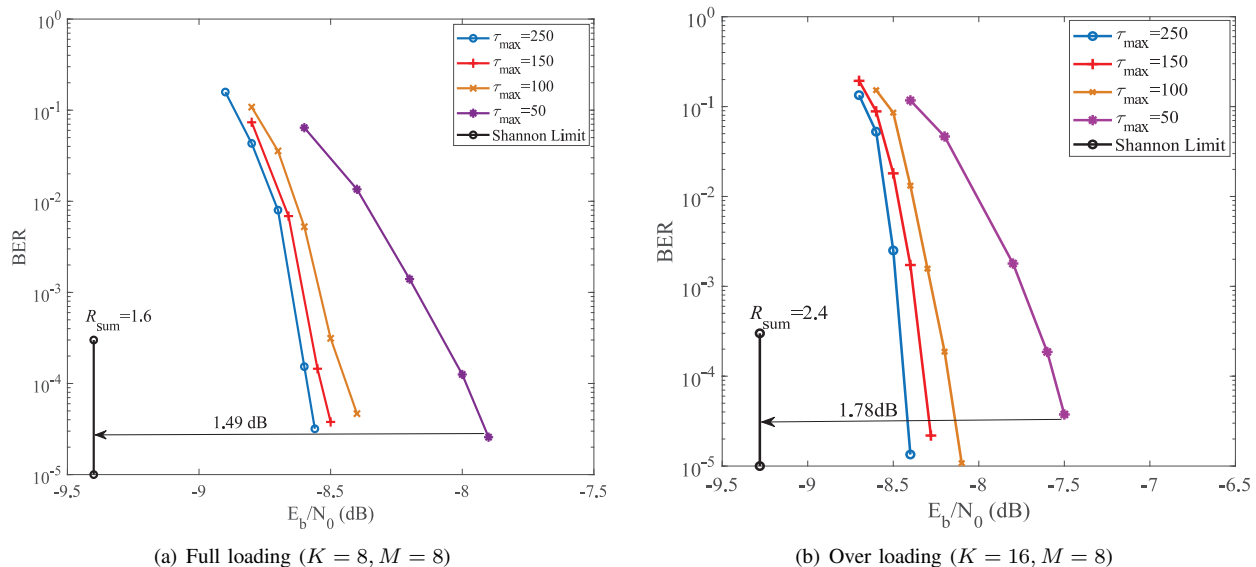 10^0
10^-1
10^-2
10^-3
10^-4
10^-5
BER
τ_max=250
τ_max=150
τ_max=100
τ_max=50
Shannon Limit
R_sum=1.6
1.49 dB
-9.5 -9 -8.5 -8 -7.5
E_b/N_0 (dB)
(a) Full loading (K = 8, M = 8)
10^0
10^-1
10^-2
10^-3
10^-4
10^-5
BER
τ_max=250
τ_max=150
τ_max=100
τ_max=50
Shannon Limit
R_sum=2.4
1.78dB
-9.5 -9 -8.5 -8 -7.5 -7 -6.5
E_b/N_0 (dB)
(b) Over loading (K = 16, M = 8)